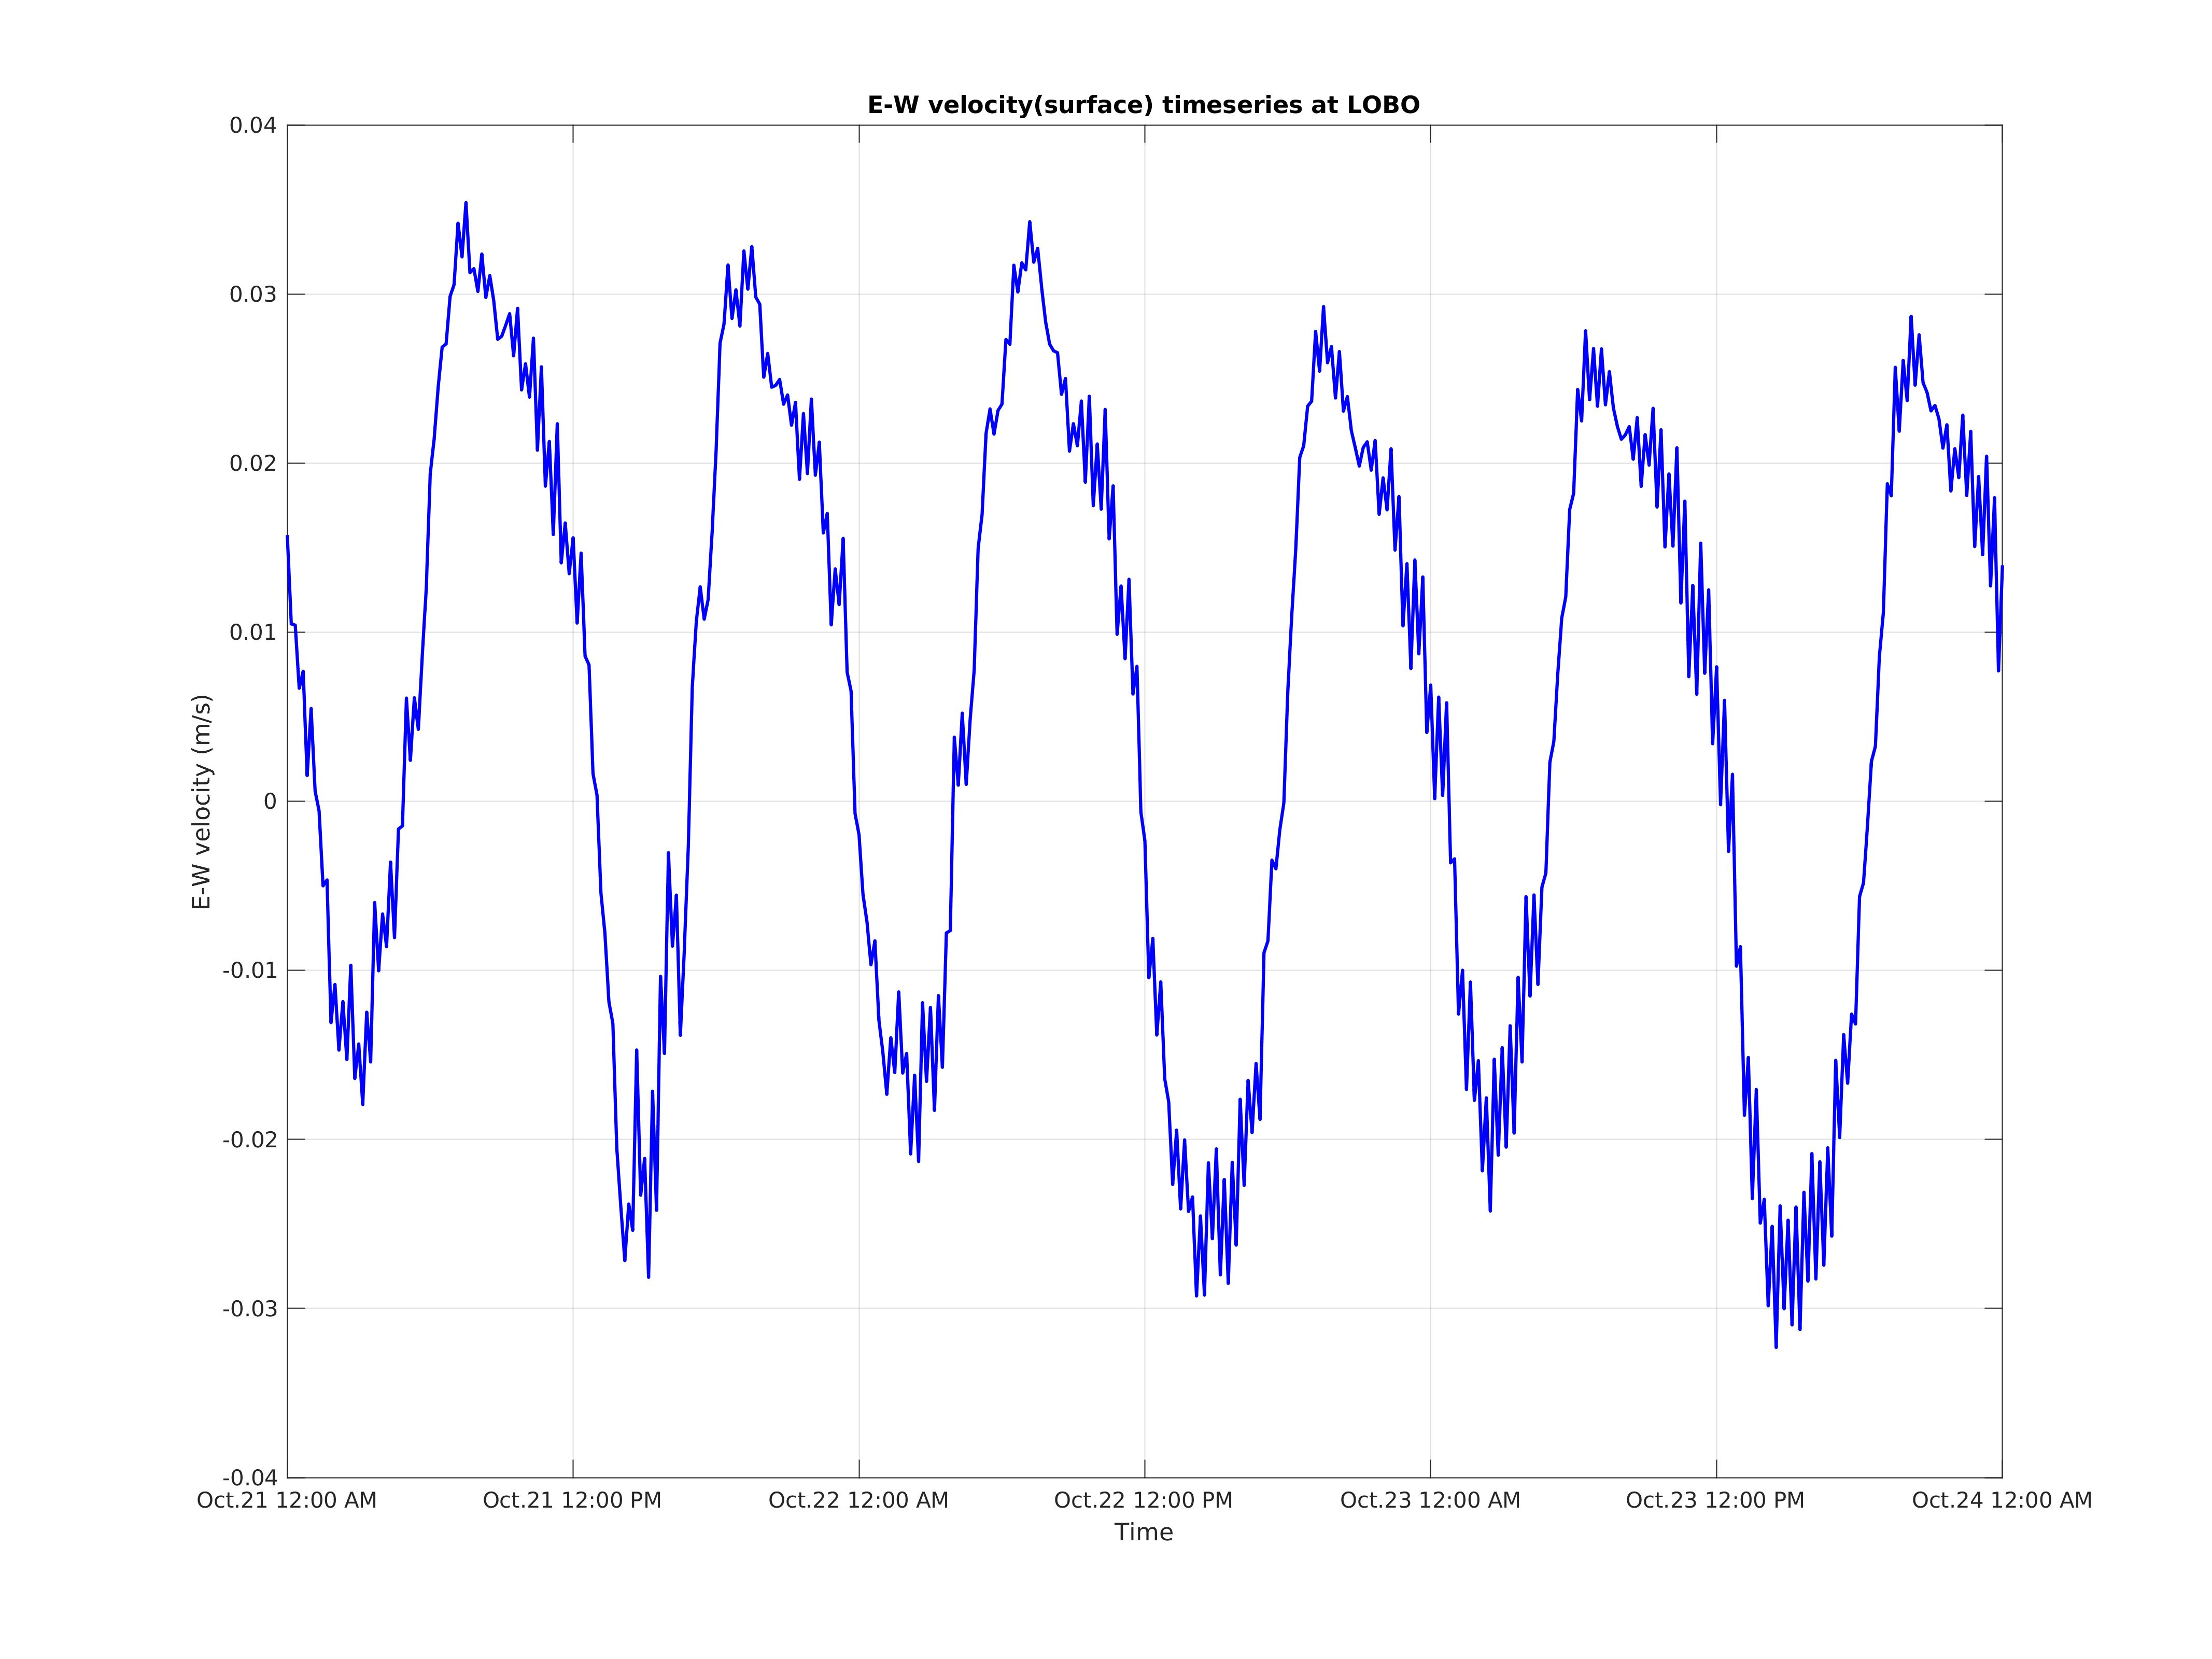 E-W velocity(surface) timeseries at LOBO
0.04
0.03
0.02
0.01
0
-0.01
-0.02
-0.03
-0.04
E-W velocity (m/s)
Oct.21 12:00 AM Oct.21 12:00 PM Oct.22 12:00 AM Oct.22 12:00 PM Oct.23 12:00 AM Oct.23 12:00 PM Oct.24 12:00 AM
Time